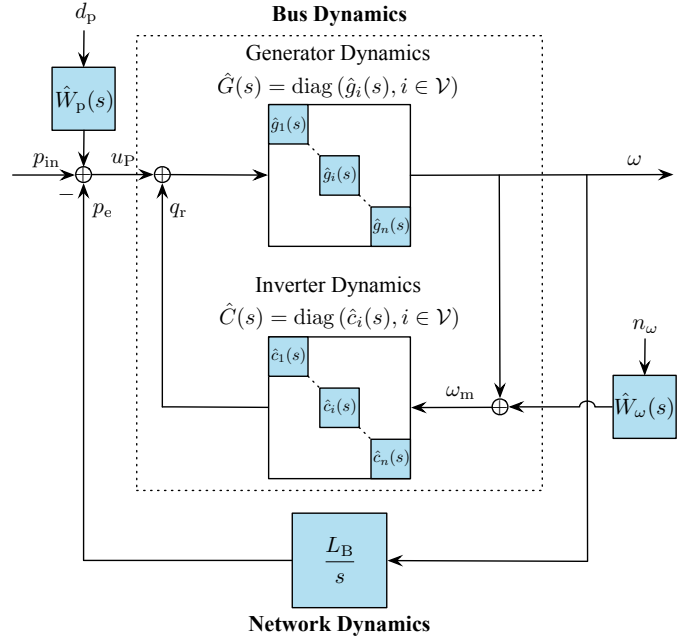 Bus Dynamics
d_p
Generator Dynamics
Ĝ(s) = diag (ĝ_i(s), i ∈ 𝒱)
Ŵ_p(s)
ĝ_1(s)
p_in
u_P
ω
ĝ_i(s)
−
p_e
q_r
ĝ_n(s)
Inverter Dynamics
Ĉ(s) = diag (ĉ_i(s), i ∈ 𝒱)
n_ω
ĉ_1(s)
ω_m
ĉ_i(s)
Ŵ_ω(s)
ĉ_n(s)
L_B
s
Network Dynamics